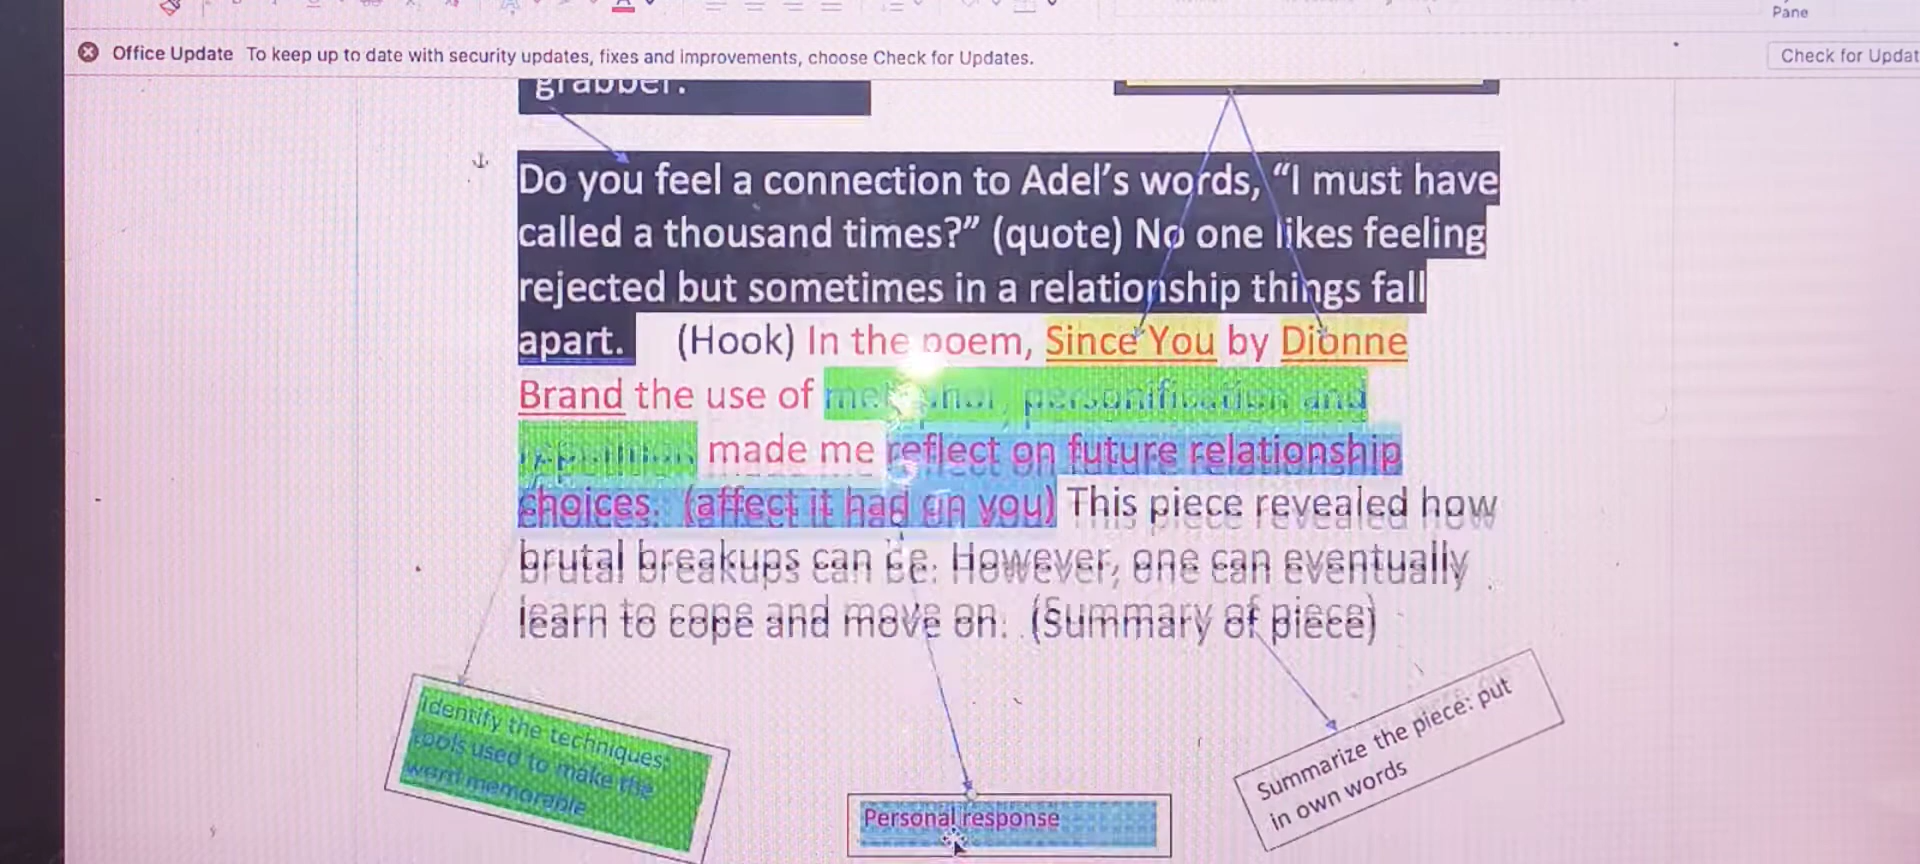 Pane
Office Update To keep up to date with security updates, fixes and improvements, choose Check for Updates.
Check for Updat
grabber.
Do you feel a connection to Adel's words, “I must have
called a thousand times?” (quote) No one likes feeling
rejected but sometimes in a relationship things fall
apart. (Hook) In the poem, Since You by Dionne
Brand the use of personification and
made me reflect on future relationship
choices. (affect it had on you) This piece revealed how
brutal breakups can be. However, one can eventually
learn to cope and move on. (Summary of piece)
Identify the techniques:
tools used to make the
word memorable
Personal response
Summarize the piece: put
in own words